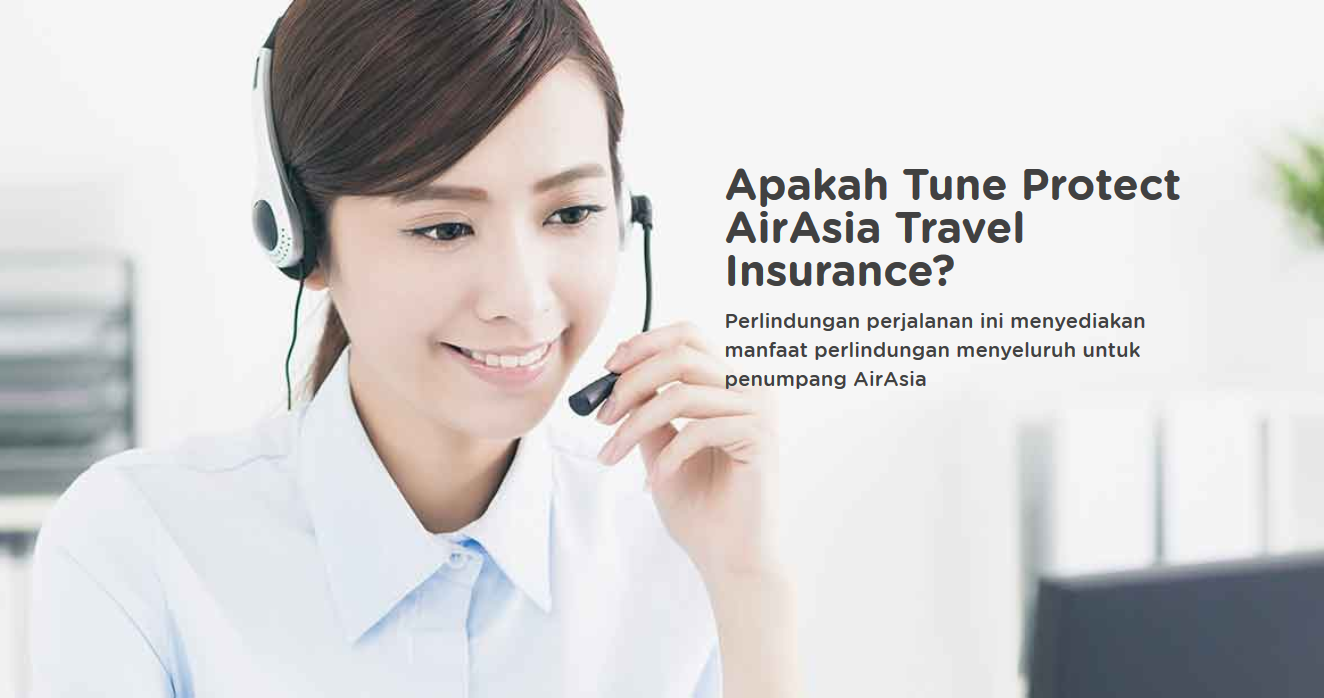 Apakah Tune Protect
AirAsia Travel
Insurance?
Perlindungan perjalanan ini menyediakan
manfaat perlindungan menyeluruh untuk
penumpang AirAsia